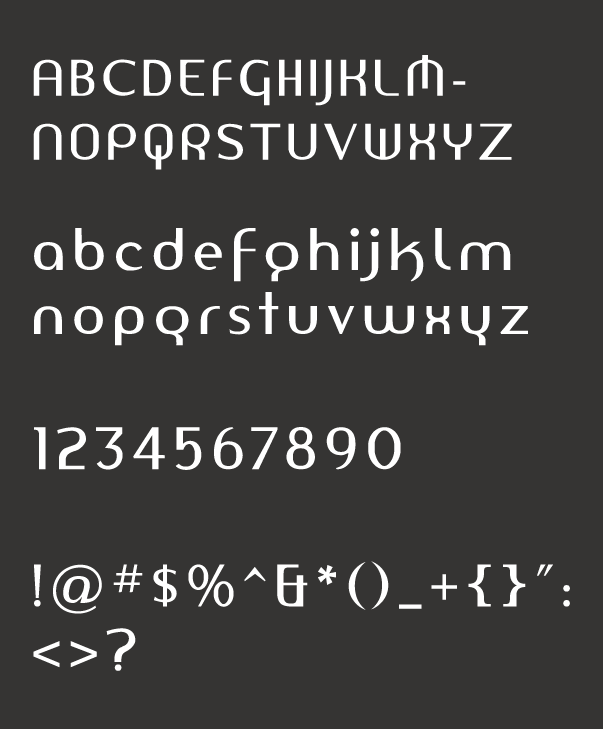 ABCDEFGHIJKLM-
NOPQRSTUVWXYZ
abcdefghijklm
nopqrstuvwxyz
1234567890
!@#$%^&*()_+{}":
<>?